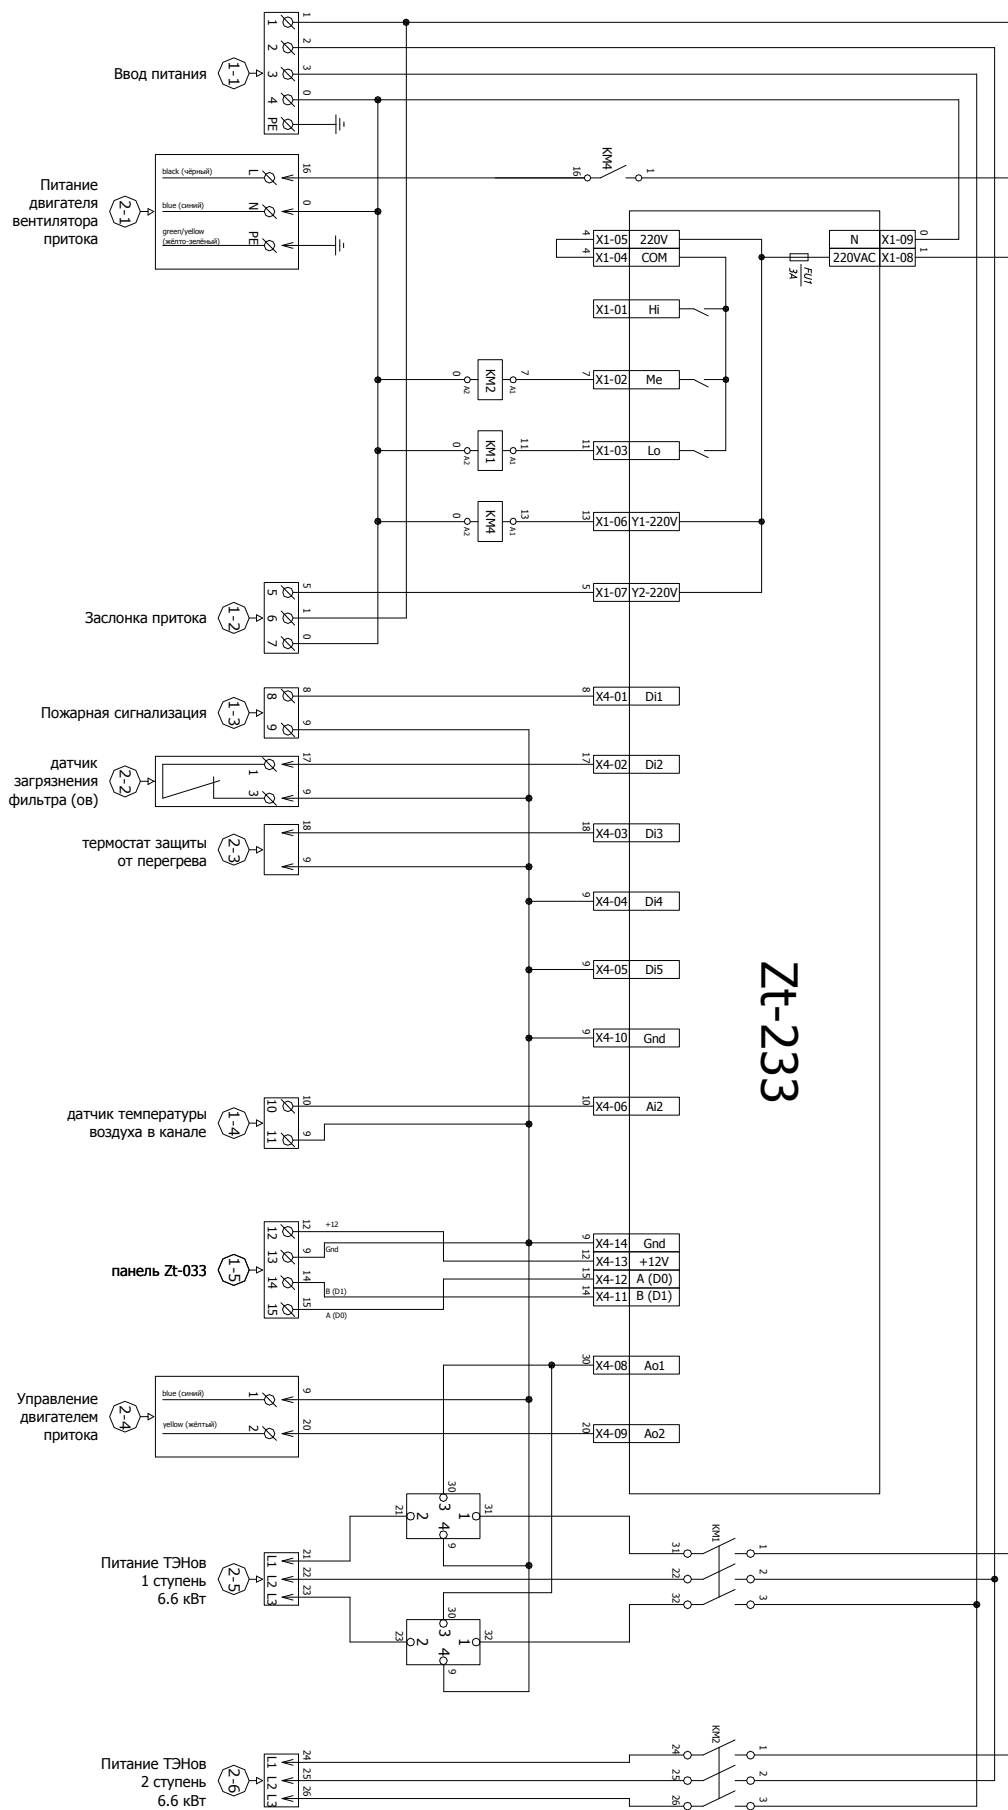 Ввод питания
1-1
1
2
3
4
PE
1
2
3
0
Питание
двигателя
вентилятора
притока
2-1
black (чёрный)
blue (синий)
green/yellow
(жёлто-зелёный)
L
N
PE
16
0
16
KM4
1
4
X1-05 220V
4
X1-04 COM
N X1-09
220VAC X1-08
0
1
FU1
3A
X1-01 Hi
0
A2
KM2
7
A1
7
X1-02 Me
0
A2
KM1
11
A1
11
X1-03 Lo
0
A2
KM4
13
A1
13
X1-06 Y1-220V
Заслонка притока
1-2
5
6
7
5
1
0
5
X1-07 Y2-220V
Пожарная сигнализация
1-3
8
9
8
9
8
X4-01 Di1
датчик
загрязнения
фильтра (ов)
2-2
1
3
17
9
17
X4-02 Di2
термостат защиты
от перегрева
2-3
18
9
18
X4-03 Di3
9
X4-04 Di4
9
X4-05 Di5
Zt-233
9
X4-10 Gnd
датчик температуры
воздуха в канале
1-4
10
11
10
9
10
X4-06 Ai2
панель Zt-033
1-5
12
13
14
15
12
9
14
15
+12
Gnd
B (D1)
A (D0)
9
X4-14 Gnd
12
X4-13 +12V
15
X4-12 A (D0)
14
X4-11 B (D1)
30
X4-08 Ao1
Управление
двигателем
притока
2-4
blue (синий)
yellow (жёлтый)
1
2
9
20
20
X4-09 Ao2
30
3
21
2
1
31
4
9
KM1
31
1
22
2
32
3
Питание ТЭНов
1 ступень
6.6 кВт
2-5
L1
L2
L3
21
22
23
30
3
23
2
1
32
4
9
Питание ТЭНов
2 ступень
6.6 кВт
2-6
L1
L2
L3
24
25
26
KM2
24
1
25
2
26
3